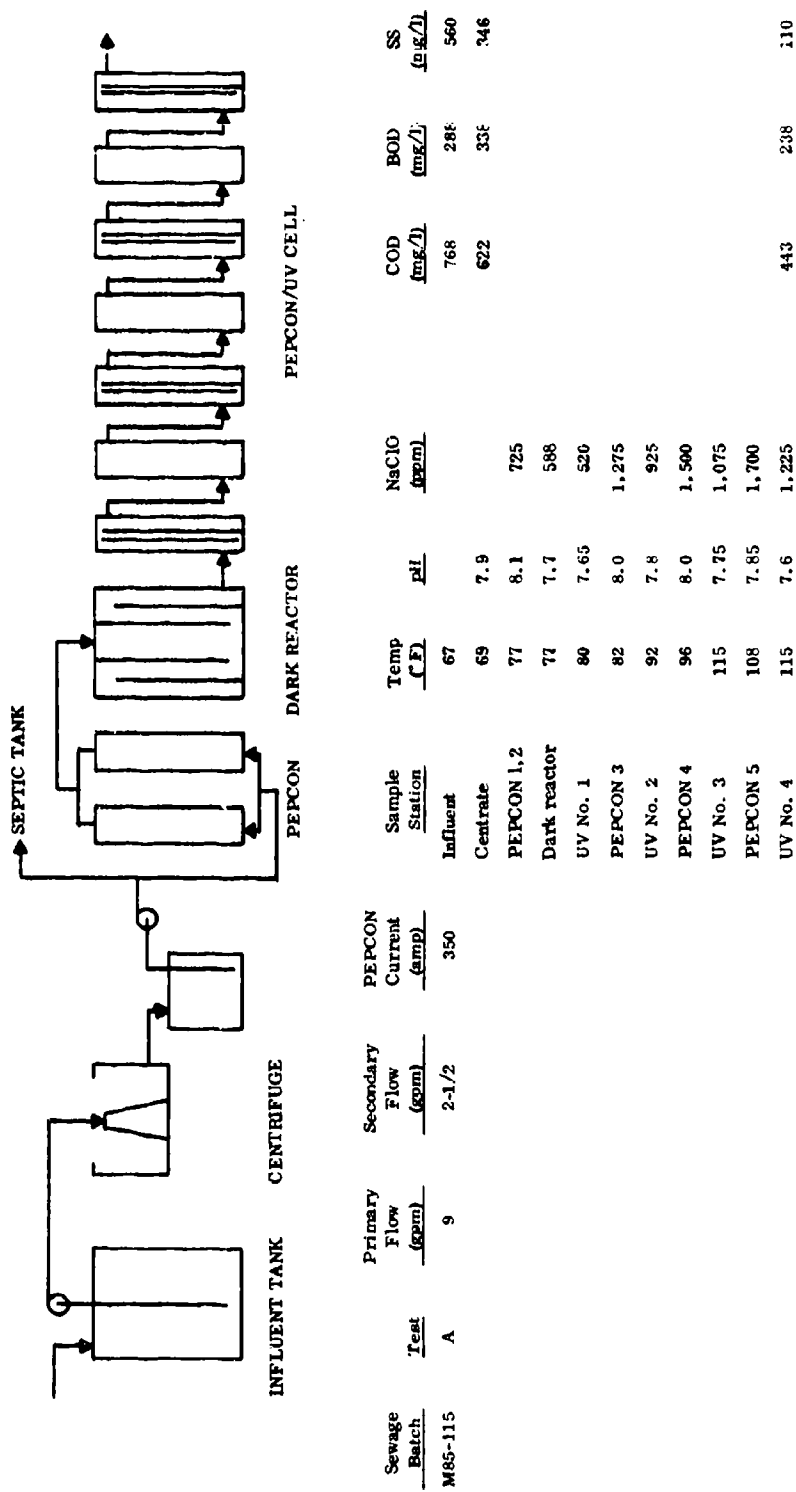 SEPTIC TANK
INFLUENT TANK
CENTRIFUGE
PEPCON
DARK REACTOR
PEPCON/UV CELL
Sewage Batch Test Primary Flow (gpm) Secondary Flow (gpm) PEPCON Current (amp) Sample Station Temp (°F) pH NaClO (ppm) COD (mg/l) BOD (mg/l) SS (mg/l)
M85-115 A 9 2-1/2 350 Influent 67 768 288 560
Centrate 69 7.9 622 338 346
PEPCON 1,2 77 8.1 725
Dark reactor 77 7.7 588
UV No. 1 80 7.65 520
PEPCON 3 82 8.0 1,275
UV No. 2 92 7.8 925
PEPCON 4 96 8.0 1,500
UV No. 3 115 7.75 1,075
PEPCON 5 108 7.85 1,700
UV No. 4 115 7.6 1,225 443 238 110